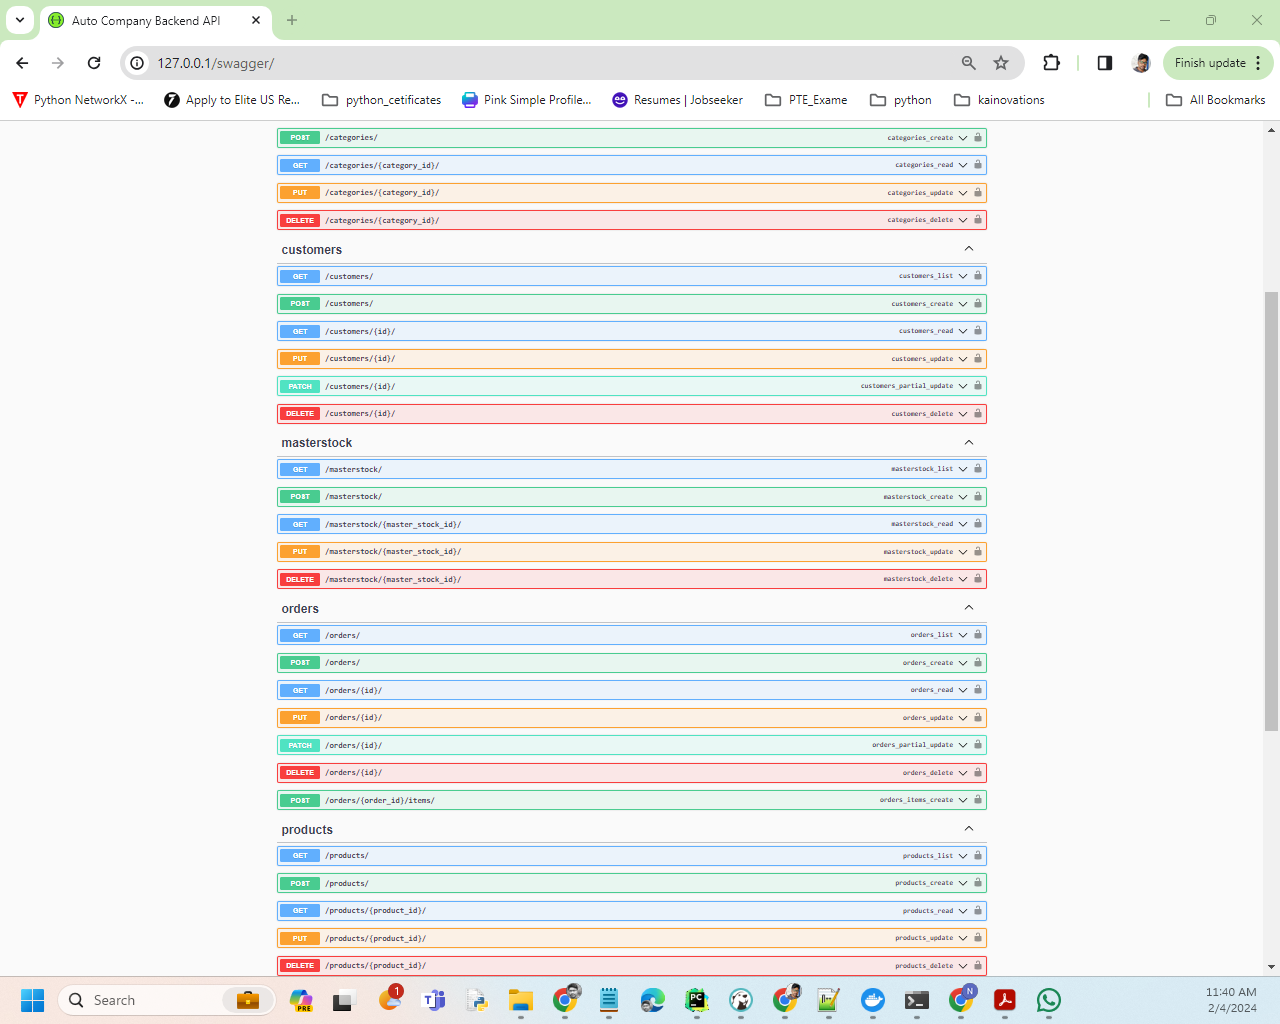 Auto Company Backend API
127.0.0.1/swagger/
Finish update
Python NetworkX -...
Apply to Elite US Re...
python_cetificates
Pink Simple Profile...
Resumes | Jobseeker
PTE_Exame
python
kainovations
All Bookmarks
POST /categories/ categories_create
GET /categories/{category_id}/ categories_read
PUT /categories/{category_id}/ categories_update
DELETE /categories/{category_id}/ categories_delete
customers
GET /customers/ customers_list
POST /customers/ customers_create
GET /customers/{id}/ customers_read
PUT /customers/{id}/ customers_update
PATCH /customers/{id}/ customers_partial_update
DELETE /customers/{id}/ customers_delete
masterstock
GET /masterstock/ masterstock_list
POST /masterstock/ masterstock_create
GET /masterstock/{master_stock_id}/ masterstock_read
PUT /masterstock/{master_stock_id}/ masterstock_update
DELETE /masterstock/{master_stock_id}/ masterstock_delete
orders
GET /orders/ orders_list
POST /orders/ orders_create
GET /orders/{id}/ orders_read
PUT /orders/{id}/ orders_update
PATCH /orders/{id}/ orders_partial_update
DELETE /orders/{id}/ orders_delete
POST /orders/{order_id}/items/ orders_items_create
products
GET /products/ products_list
POST /products/ products_create
GET /products/{product_id}/ products_read
PUT /products/{product_id}/ products_update
DELETE /products/{product_id}/ products_delete
Search
PRE
1
N
11:40 AM
2/4/2024